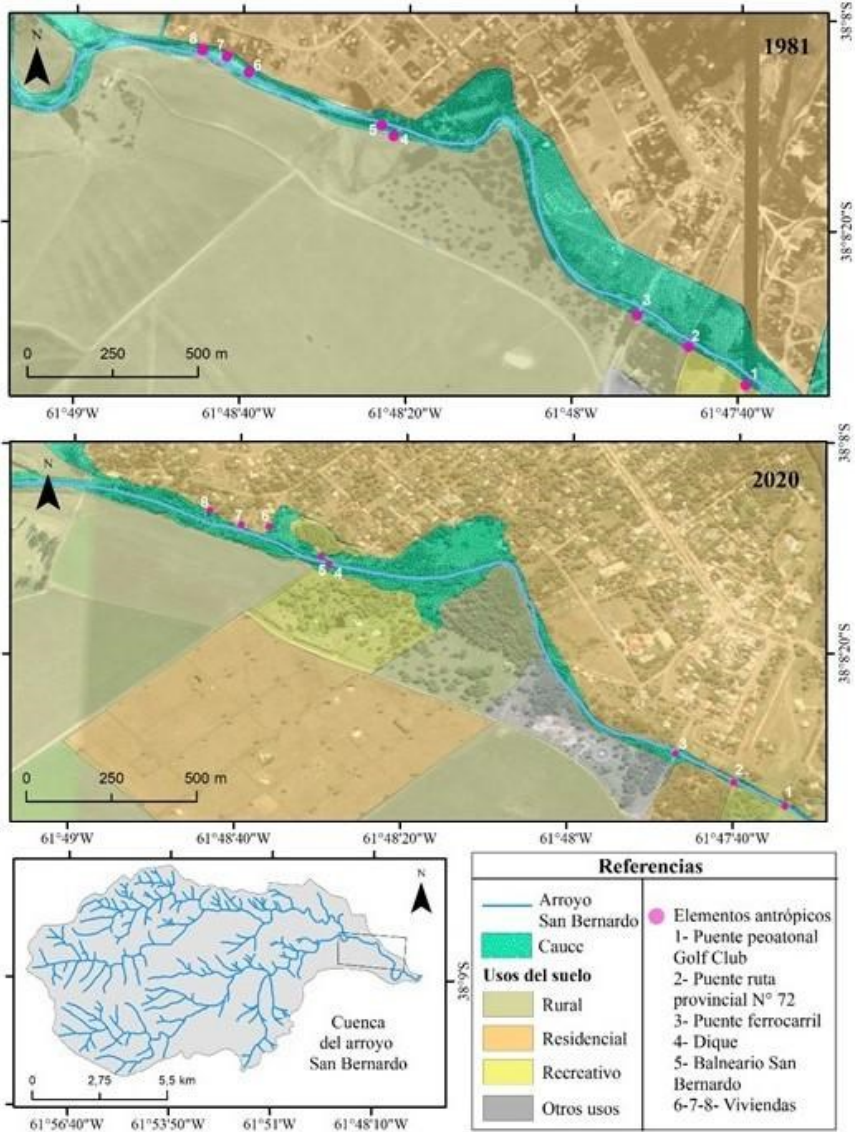 1981
N
8
7
6
5
4
3
2
1
0 250 500 m
38°8'S
38°8'20"S
61°49'W 61°48'40"W 61°48'20"W 61°48'W 61°47'40"W
2020
N
8
7
6
5
4
3
2
1
0 250 500 m
38°8'S
38°8'20"S
61°49'W 61°48'40"W 61°48'20"W 61°48'W 61°47'40"W
N
Cuenca
del arroyo
San Bernardo
0 2,75 5,5 km
38°9'S
61°56'40"W 61°53'50"W 61°51'W 61°48'10"W
Referencias
Arroyo
San Bernardo
Cauce
Usos del suelo
Rural
Residencial
Recreativo
Otros usos
Elementos antrópicos
1- Puente peoatonal
Golf Club
2- Puente ruta
provincial N° 72
3- Puente ferrocarril
4- Dique
5- Balneario San
Bernardo
6-7-8- Viviendas